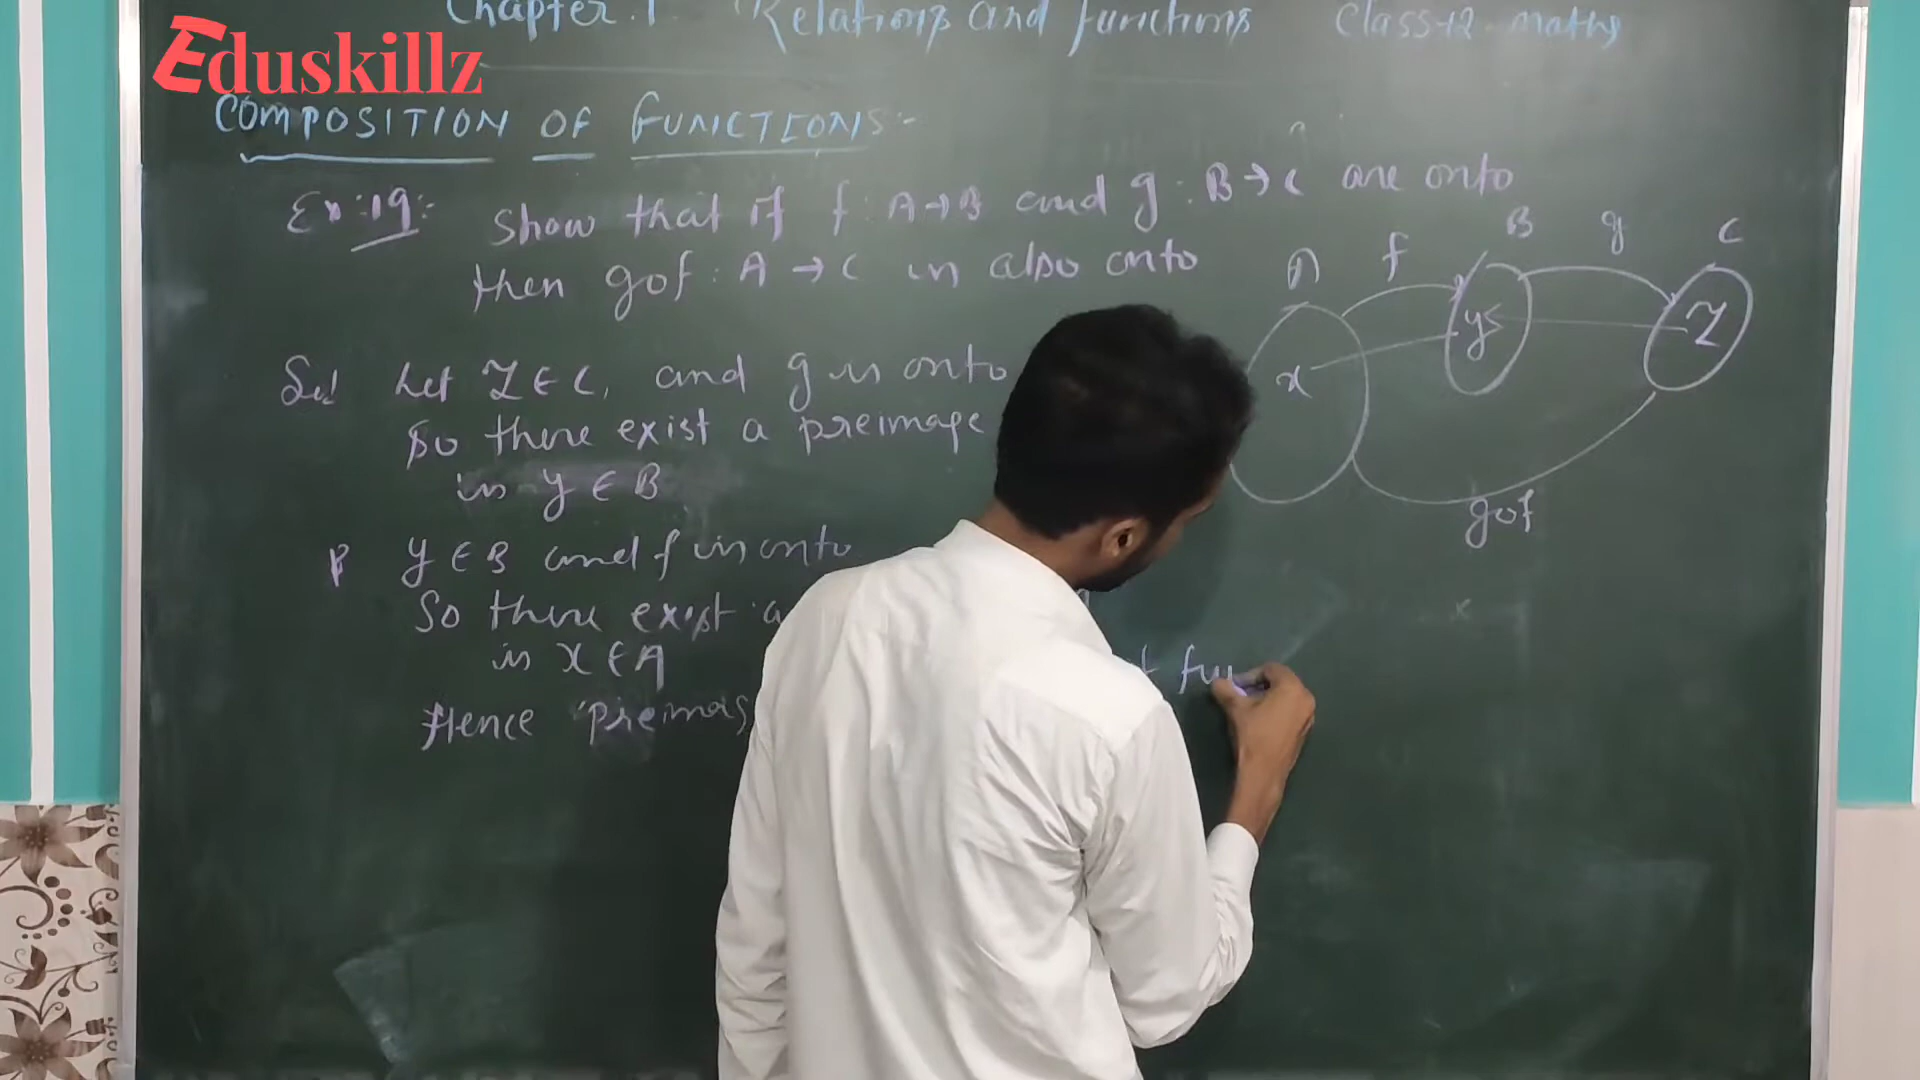 Chapter.1 Relations and functions Class-12 Maths
Eduskillz
COMPOSITION OF FUNCTIONS:-
Ex:19:- Show that if f: A→B and g: B→C are onto
then gof: A→C is also onto
Sol Let Z∈C, and g is onto
so there exist a preimage
is y∈B
y∈B and f is onto
So there exist a
is x∈A
Hence
A f B g C
x y Z
gof